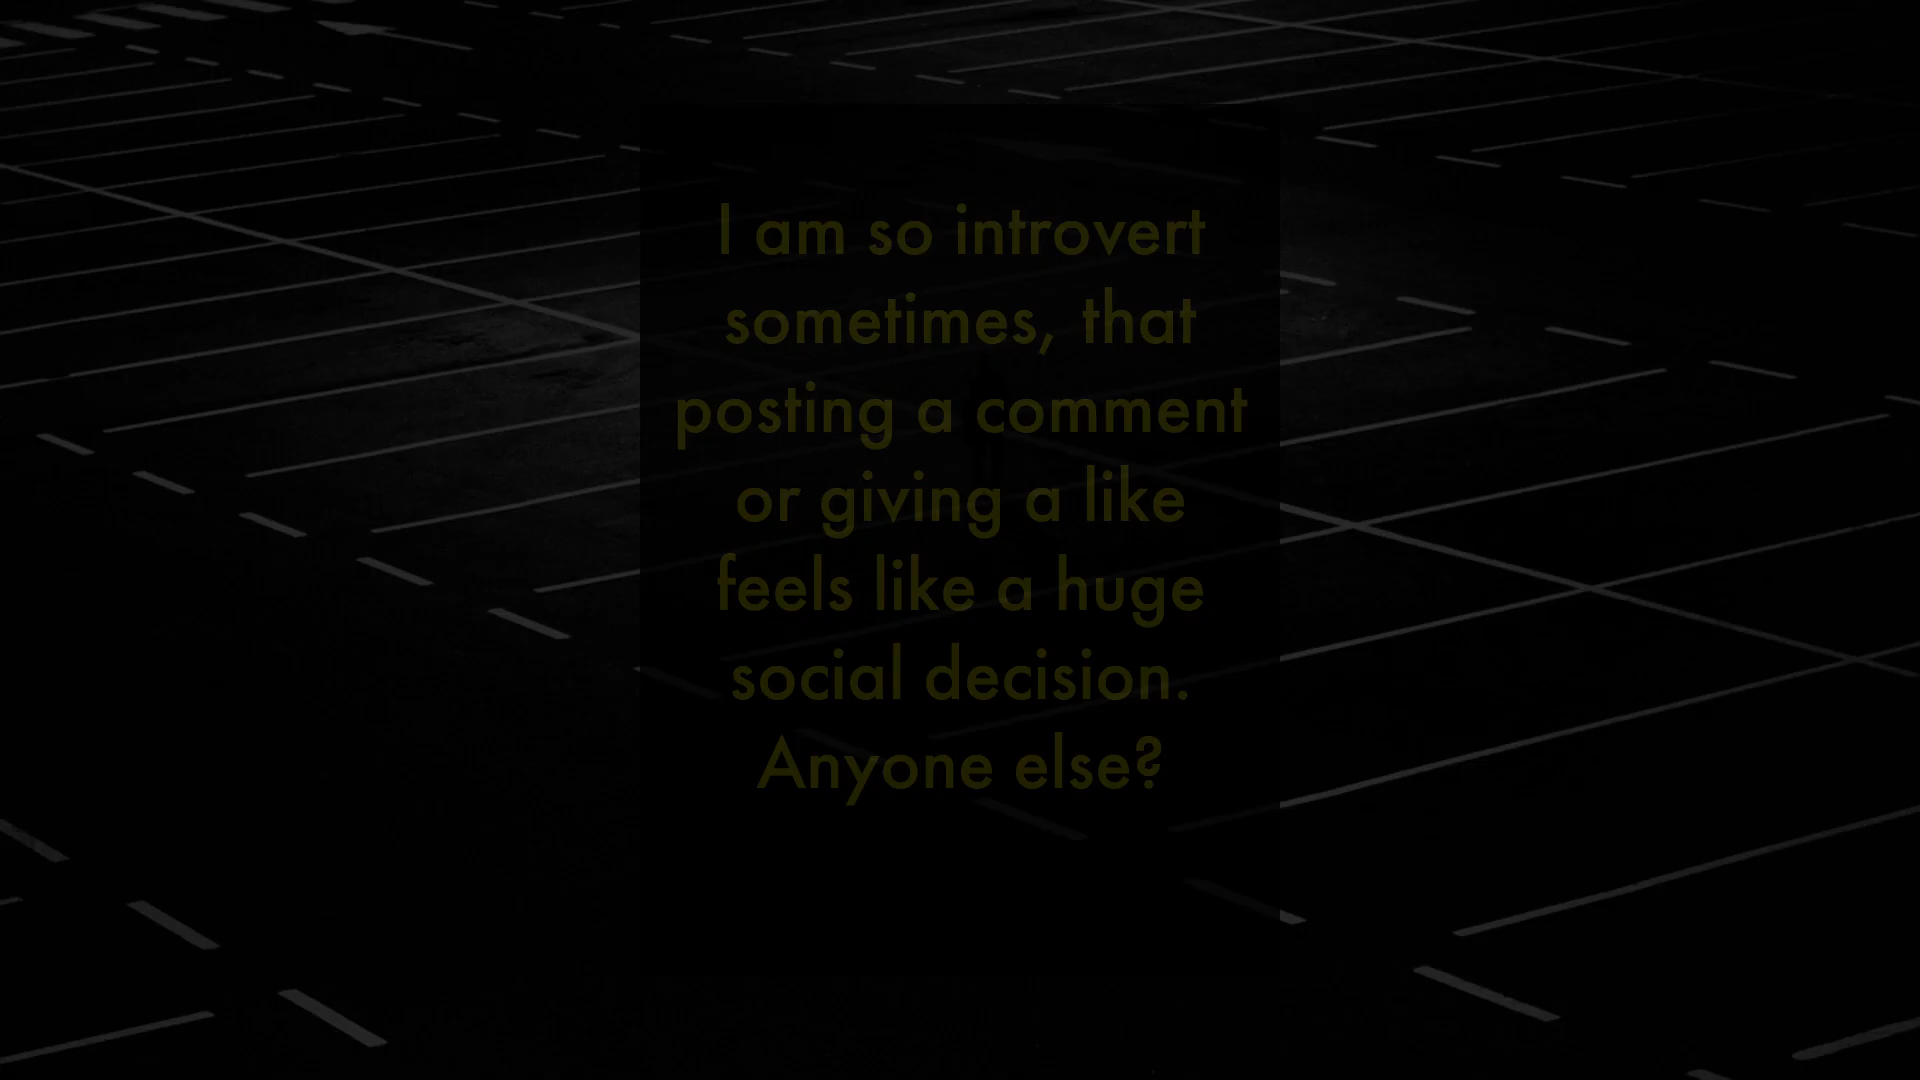 I am so introvert
sometimes, that
posting a comment
or giving a like
feels like a huge
social decision.
Anyone else?